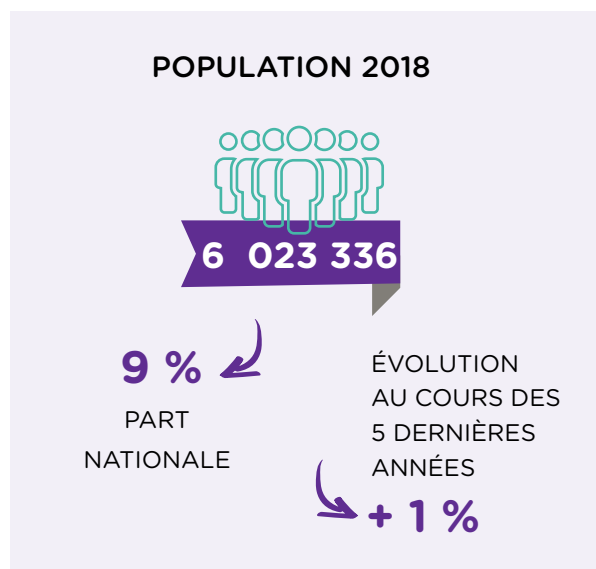 POPULATION 2018
6 023 336
9 %
PART
NATIONALE
ÉVOLUTION
AU COURS DES
5 DERNIÈRES
ANNÉES
+ 1 %